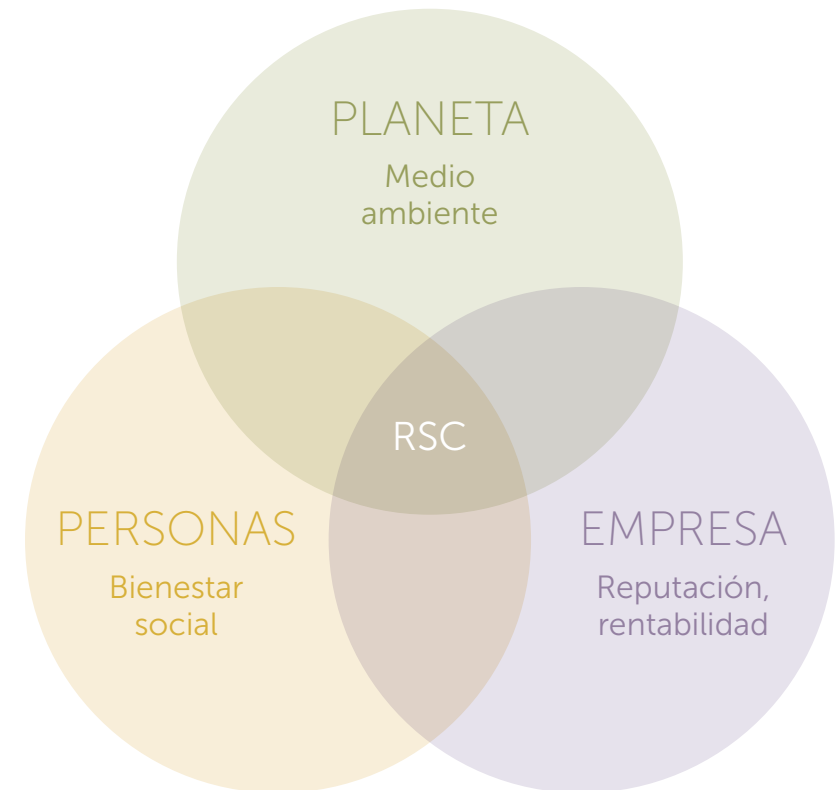 PLANETA
Medio
ambiente
RSC
PERSONAS
Bienestar
social
EMPRESA
Reputación,
rentabilidad